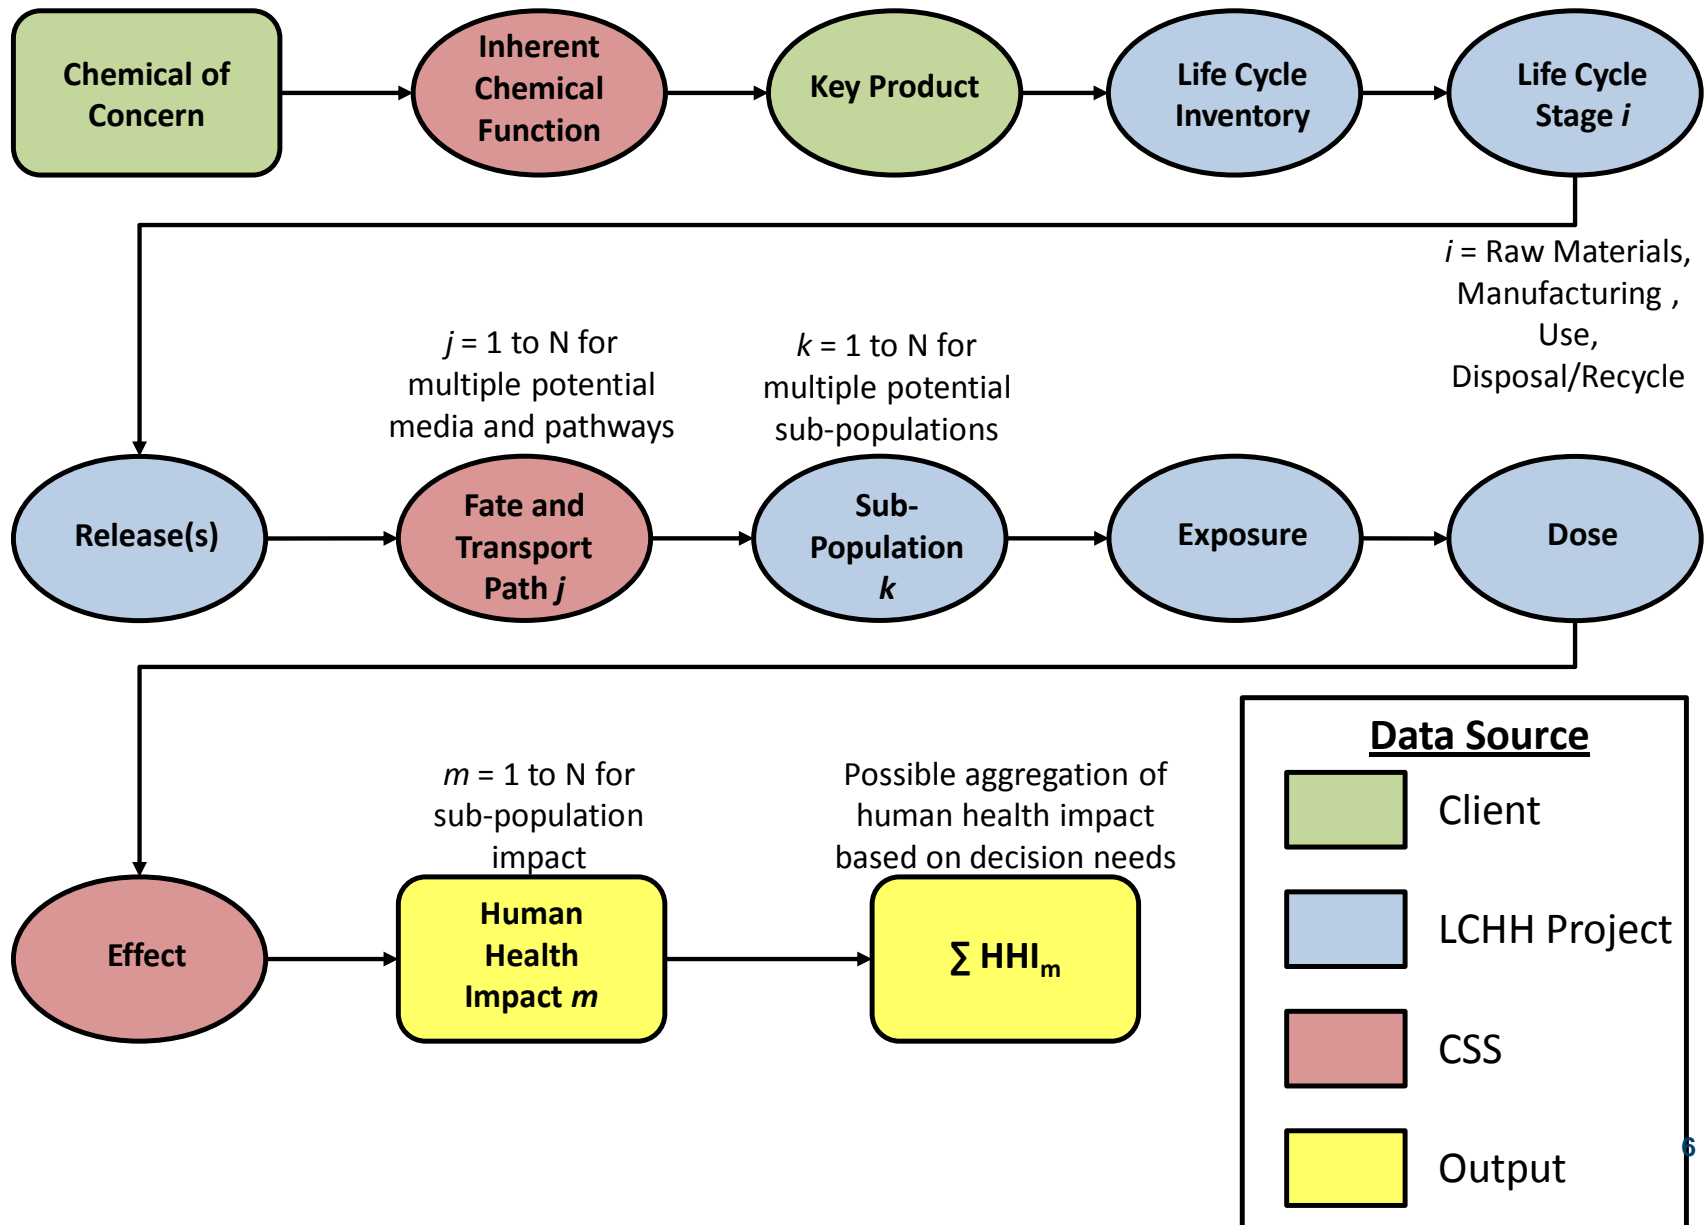 Chemical of
Concern
Inherent
Chemical
Function
Key Product
Life Cycle
Inventory
Life Cycle
Stage i
i = Raw Materials,
Manufacturing ,
Use,
Disposal/Recycle
j = 1 to N for
multiple potential
media and pathways
k = 1 to N for
multiple potential
sub-populations
Release(s)
Fate and
Transport
Path j
Sub-
Population
k
Exposure
Dose
m = 1 to N for
sub-population
impact
Possible aggregation of
human health impact
based on decision needs
Effect
Human
Health
Impact m
∑ HHIₘ
Data Source
Client
LCHH Project
CSS
Output
6